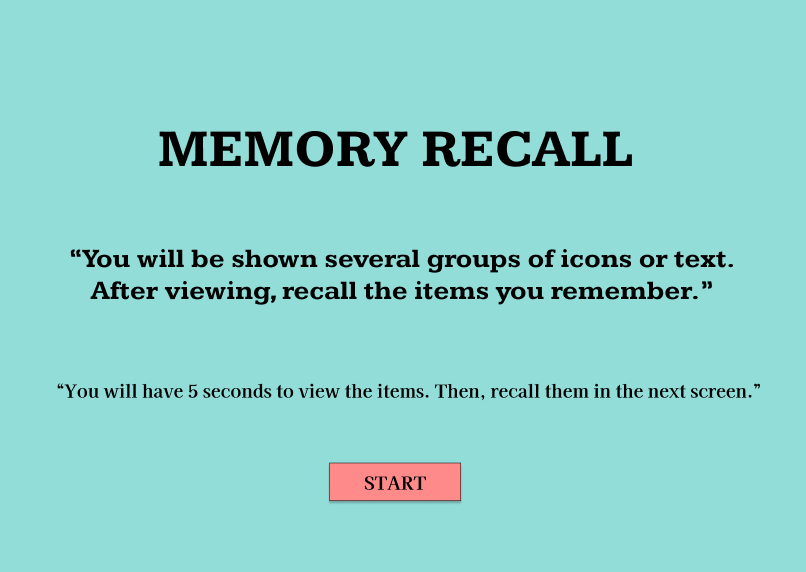 MEMORY RECALL
“You will be shown several groups of icons or text.
After viewing, recall the items you remember.”
“You will have 5 seconds to view the items. Then, recall them in the next screen.”
START